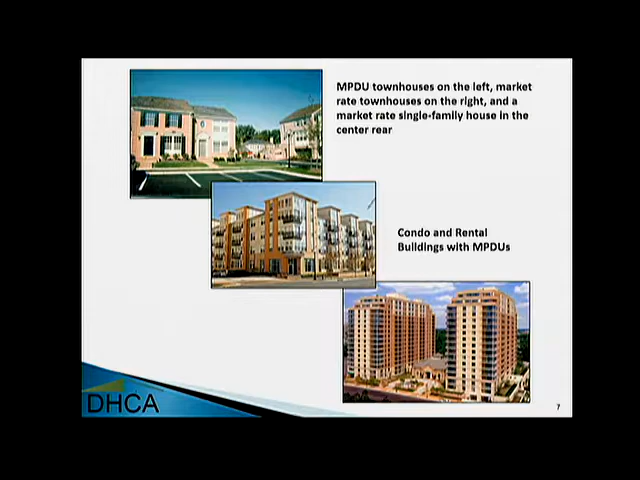 MPDU townhouses on the left, market
rate townhouses on the right, and a
market rate single-family house in the
center rear
Condo and Rental
Buildings with MPDUs
DHCA
7